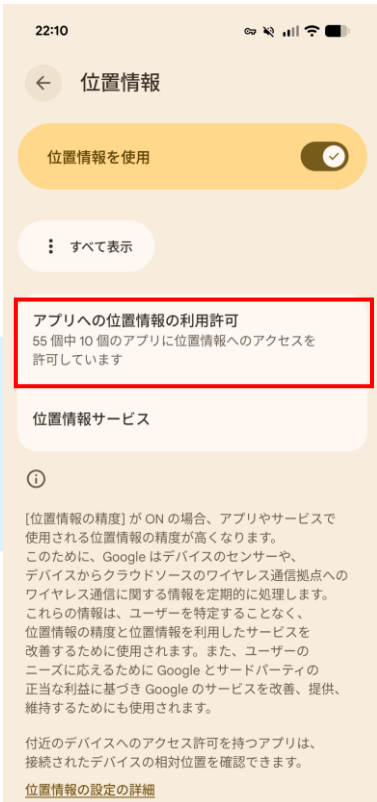 22:10
位置情報
位置情報を使用
すべて表示
アプリへの位置情報の利用許可
55 個中 10 個のアプリに位置情報へのアクセスを
許可しています
位置情報サービス
[位置情報の精度] が ON の場合、アプリやサービスで
使用される位置情報の精度が高くなります。
このために、Google はデバイスのセンサーや、
デバイスからクラウドソースのワイヤレス通信拠点への
ワイヤレス通信に関する情報を定期的に処理します。
これらの情報は、ユーザーを特定することなく、
位置情報の精度と位置情報を利用したサービスを
改善するために使用されます。また、ユーザーの
ニーズに応えるために Google とサードパーティの
正当な利益に基づき Google のサービスを改善、提供、
維持するためにも使用されます。
付近のデバイスへのアクセス許可を持つアプリは、
接続されたデバイスの相対位置を確認できます。
位置情報の設定の詳細